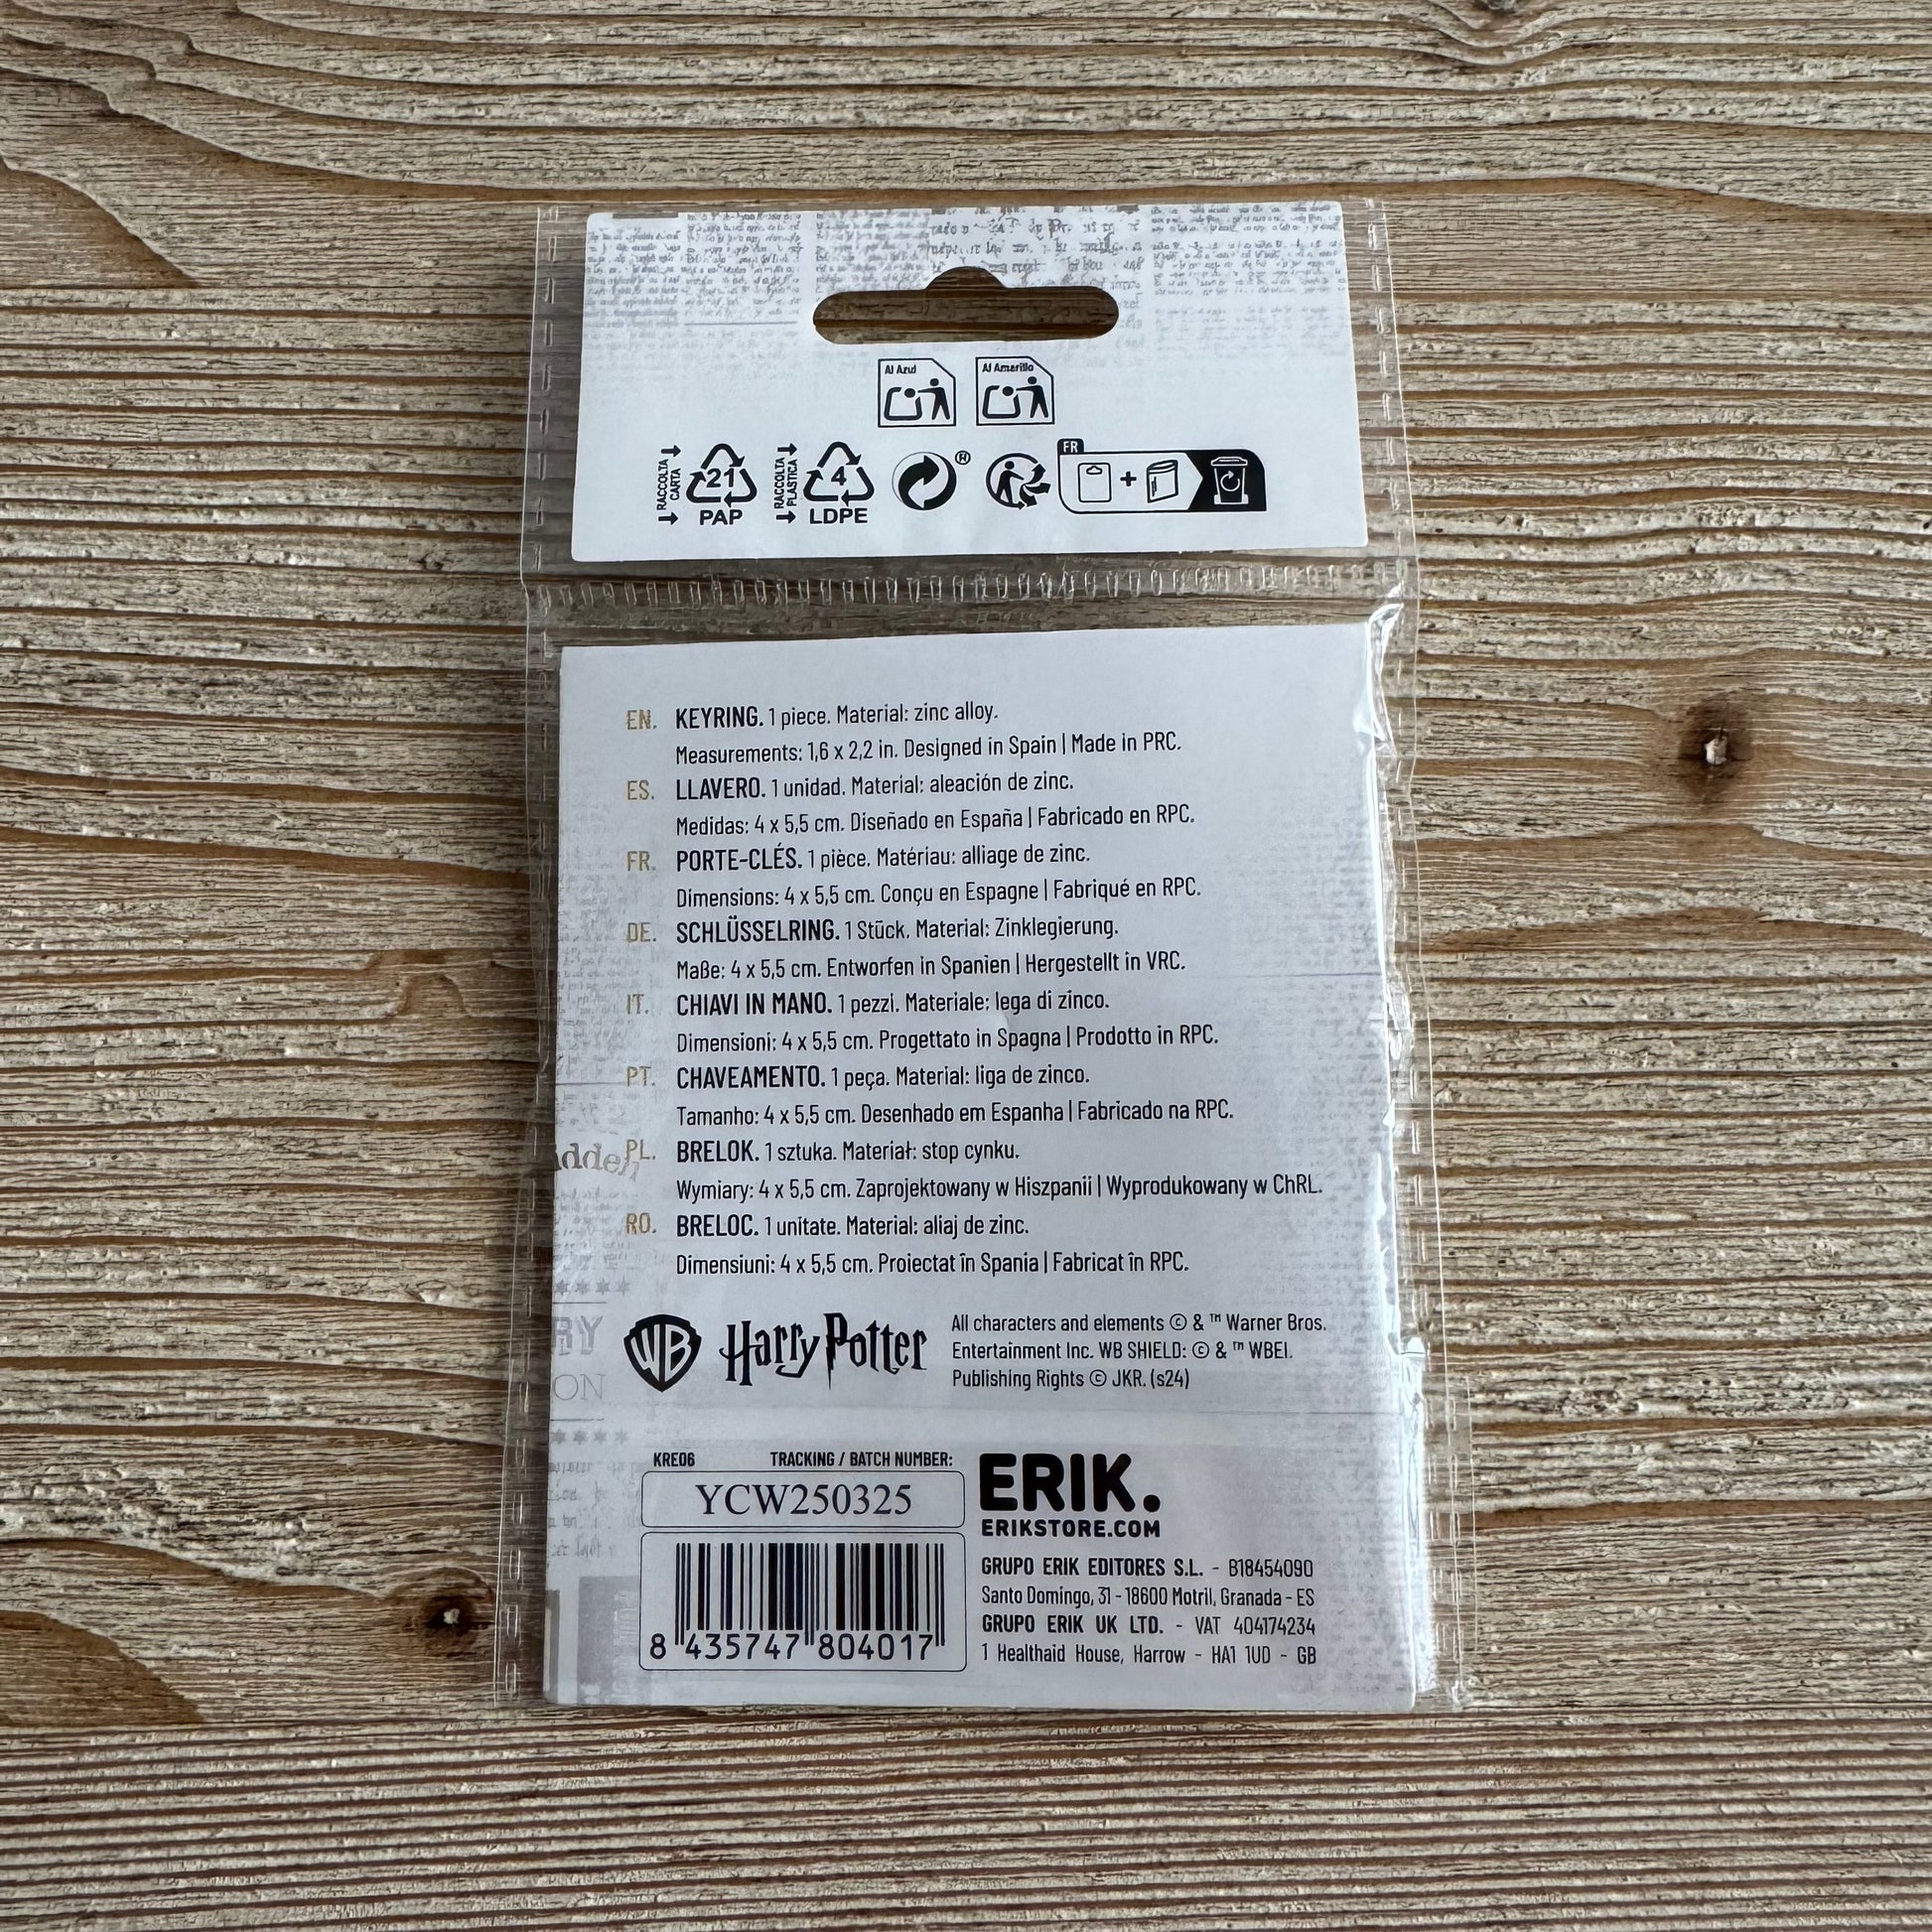 Al Azul
Al Amarillo
RACCOLTA CARTA
21
PAP
RACCOLTA PLASTICA
4
LDPE
®
FR
+
EN. KEYRING. 1 piece. Material: zinc alloy.
Measurements: 1,6 x 2,2 in. Designed in Spain | Made in PRC.
ES. LLAVERO. 1 unidad. Material: aleación de zinc.
Medidas: 4 x 5,5 cm. Diseñado en España | Fabricado en RPC.
FR. PORTE-CLÉS. 1 pièce. Matériau: alliage de zinc.
Dimensions: 4 x 5,5 cm. Conçu en Espagne | Fabriqué en RPC.
DE. SCHLÜSSELRING. 1 Stück. Material: Zinklegierung.
Maße: 4 x 5,5 cm. Entworfen in Spanien | Hergestellt in VRC.
IT. CHIAVI IN MANO. 1 pezzi. Materiale: lega di zinco.
Dimensioni: 4 x 5,5 cm. Progettato in Spagna | Prodotto in RPC.
PT. CHAVEAMENTO. 1 peça. Material: liga de zinco.
Tamanho: 4 x 5,5 cm. Desenhado em Espanha | Fabricado na RPC.
PL. BRELOK. 1 sztuka. Materiał: stop cynku.
Wymiary: 4 x 5,5 cm. Zaprojektowany w Hiszpanii | Wyprodukowany w ChRL.
RO. BRELOC. 1 unitate. Material: aliaj de zinc.
Dimensiuni: 4 x 5,5 cm. Proiectat în Spania | Fabricat în RPC.
WB Harry Potter
All characters and elements © & ™ Warner Bros.
Entertainment Inc. WB SHIELD: © & ™ WBEI.
Publishing Rights © JKR. (s24)
KRE06 TRACKING / BATCH NUMBER:
YCW250325
8 435747 804017
ERIK.
ERIKSTORE.COM
GRUPO ERIK EDITORES S.L. - B18454090
Santo Domingo, 31 - 18600 Motril, Granada - ES
GRUPO ERIK UK LTD. - VAT 404174234
1 Healthaid House, Harrow - HA1 1UD - GB